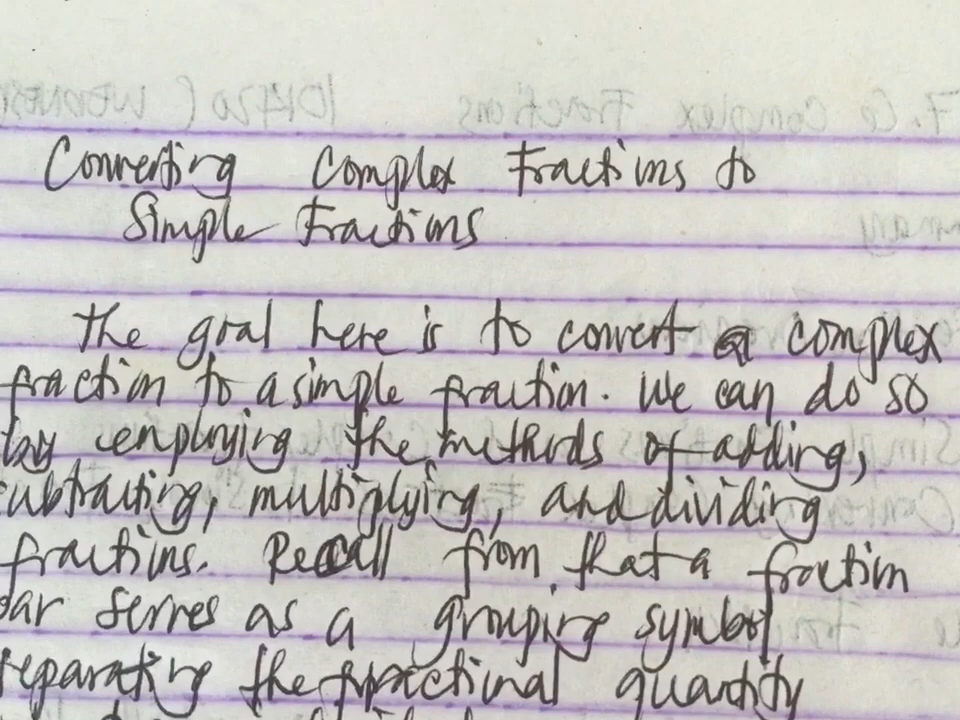 Converting Complex Fractions to
Simple Fractions
The goal here is to convert a complex
fraction to a simple fraction. We can do so
by employing the methods of adding,
subtracting, multiplying, and dividing
fractions. Recall from that a fraction
bar serves as a grouping symbol
separating the fractional quantity